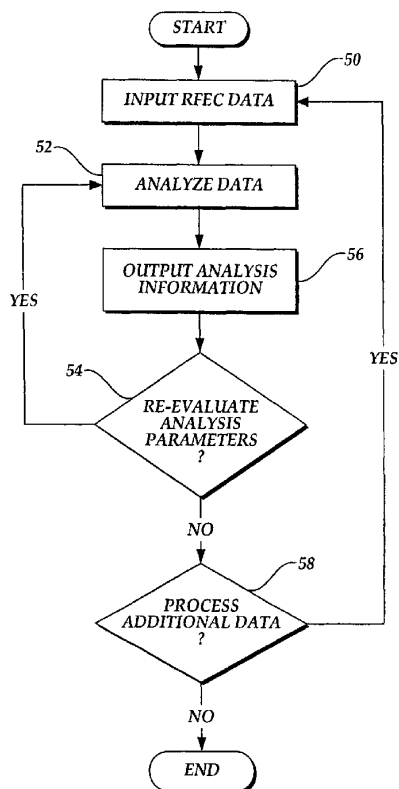 START
50
INPUT RFEC DATA
52
ANALYZE DATA
56
OUTPUT ANALYSIS
INFORMATION
YES
YES
54
RE-EVALUATE
ANALYSIS
PARAMETERS
?
NO
58
PROCESS
ADDITIONAL DATA
?
NO
END